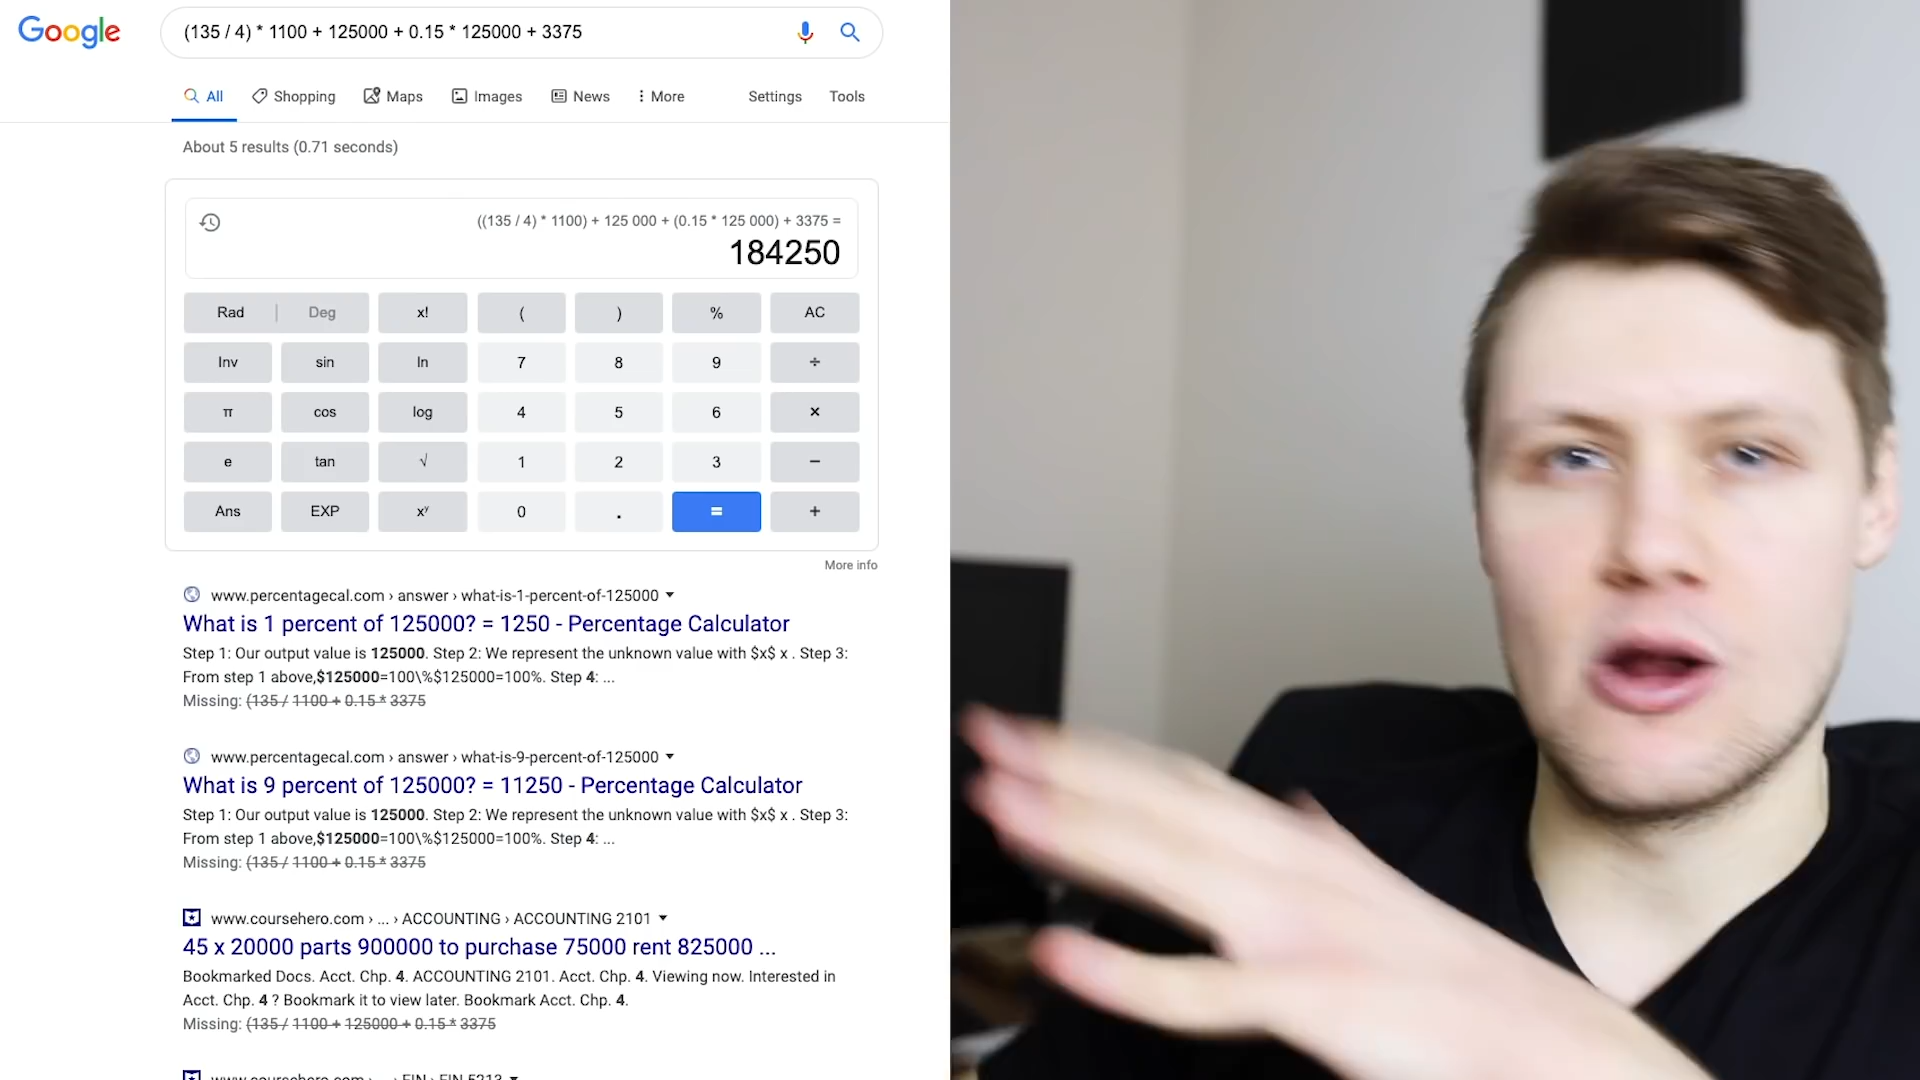 Google
(135 / 4) * 1100 + 125000 + 0.15 * 125000 + 3375
All Shopping Maps Images News More Settings Tools
About 5 results (0.71 seconds)
((135 / 4) * 1100) + 125 000 + (0.15 * 125 000) + 3375 =
184250
Rad | Deg x! ( ) % AC
Inv sin ln 7 8 9 ÷
π cos log 4 5 6 ×
e tan √ 1 2 3 −
Ans EXP xʸ 0 . = +
More info
www.percentagecal.com › answer › what-is-1-percent-of-125000
What is 1 percent of 125000? = 1250 - Percentage Calculator
Step 1: Our output value is 125000. Step 2: We represent the unknown value with $x$ x . Step 3:
From step 1 above,$125000=100\%$125000=100%. Step 4: ...
Missing: (135 / 1100 + 0.15 * 3375
www.percentagecal.com › answer › what-is-9-percent-of-125000
What is 9 percent of 125000? = 11250 - Percentage Calculator
Step 1: Our output value is 125000. Step 2: We represent the unknown value with $x$ x . Step 3:
From step 1 above,$125000=100\%$125000=100%. Step 4: ...
Missing: (135 / 1100 + 0.15 * 3375
www.coursehero.com › ... › ACCOUNTING › ACCOUNTING 2101
45 x 20000 parts 900000 to purchase 75000 rent 825000 ...
Bookmarked Docs. Acct. Chp. 4. ACCOUNTING 2101. Acct. Chp. 4. Viewing now. Interested in
Acct. Chp. 4 ? Bookmark it to view later. Bookmark Acct. Chp. 4.
Missing: (135 / 1100 + 125000 + 0.15 * 3375
www.coursehero.com › ... › FIN › FIN 5213